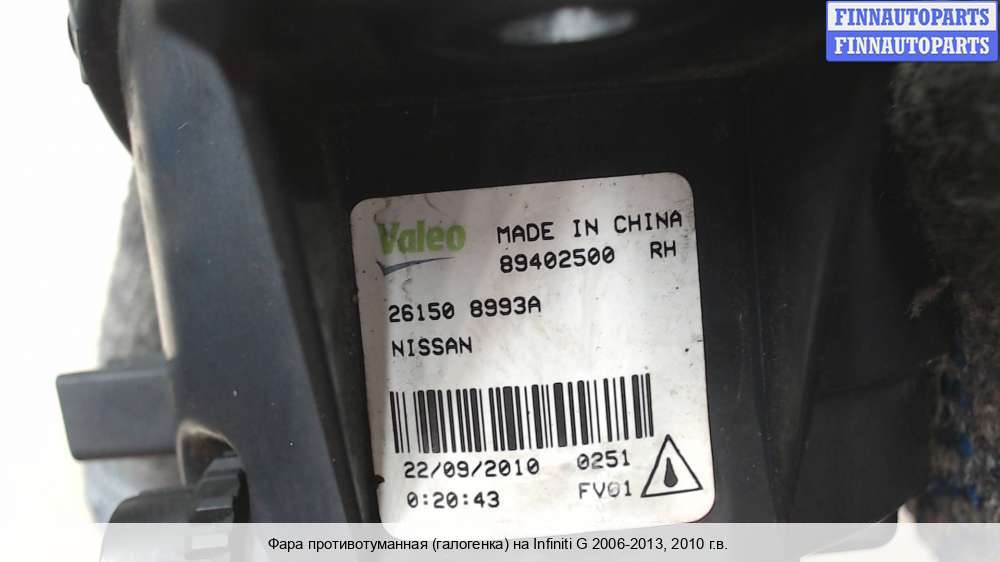 FINNAUTOPARTS
FINNAUTOPARTS
Valeo MADE IN CHINA
89402500 RH
26150 8993A
NISSAN
22/09/2010 0251
0:20:43 FV01
Фара противотуманная (галогенка) на Infiniti G 2006-2013, 2010 г.в.